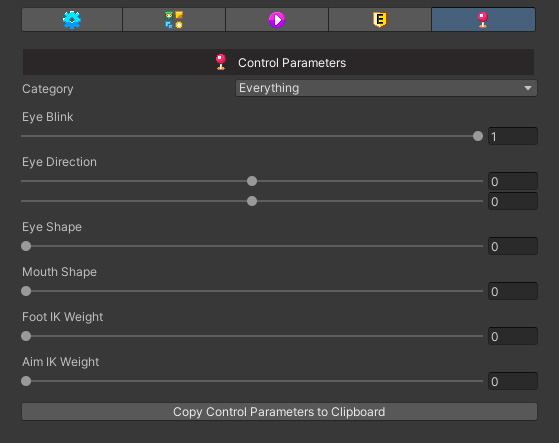 E
Control Parameters
Category Everything
Eye Blink
1
Eye Direction
0
0
Eye Shape
0
Mouth Shape
0
Foot IK Weight
0
Aim IK Weight
0
Copy Control Parameters to Clipboard